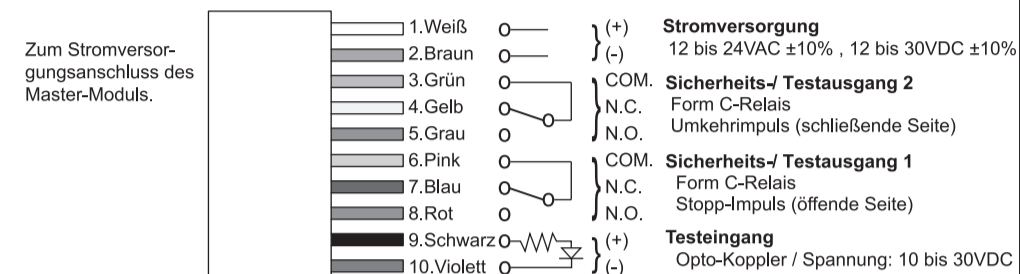 Zum Stromversor-
gungsanschluss des
Master-Moduls.
1.Weiß (+) Stromversorgung
12 bis 24VAC ±10% , 12 bis 30VDC ±10%
2.Braun (-)
3.Grün COM. Sicherheits-/ Testausgang 2
4.Gelb N.C. Form C-Relais
5.Grau N.O. Umkehrimpuls (schließende Seite)
6.Pink COM. Sicherheits-/ Testausgang 1
7.Blau N.C. Form C-Relais
8.Rot N.O. Stopp-Impuls (öffende Seite)
9.Schwarz (+) Testeingang
10.Violett (-) Opto-Koppler / Spannung: 10 bis 30VDC